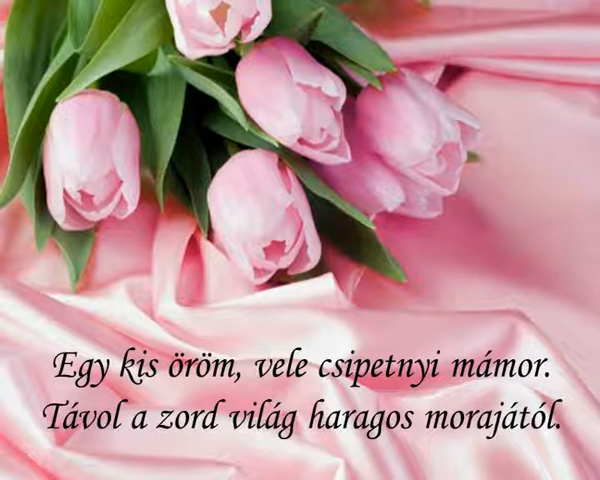 Egy kis öröm, vele csipetnyi mámor.
Távol a zord világ haragos morajától.